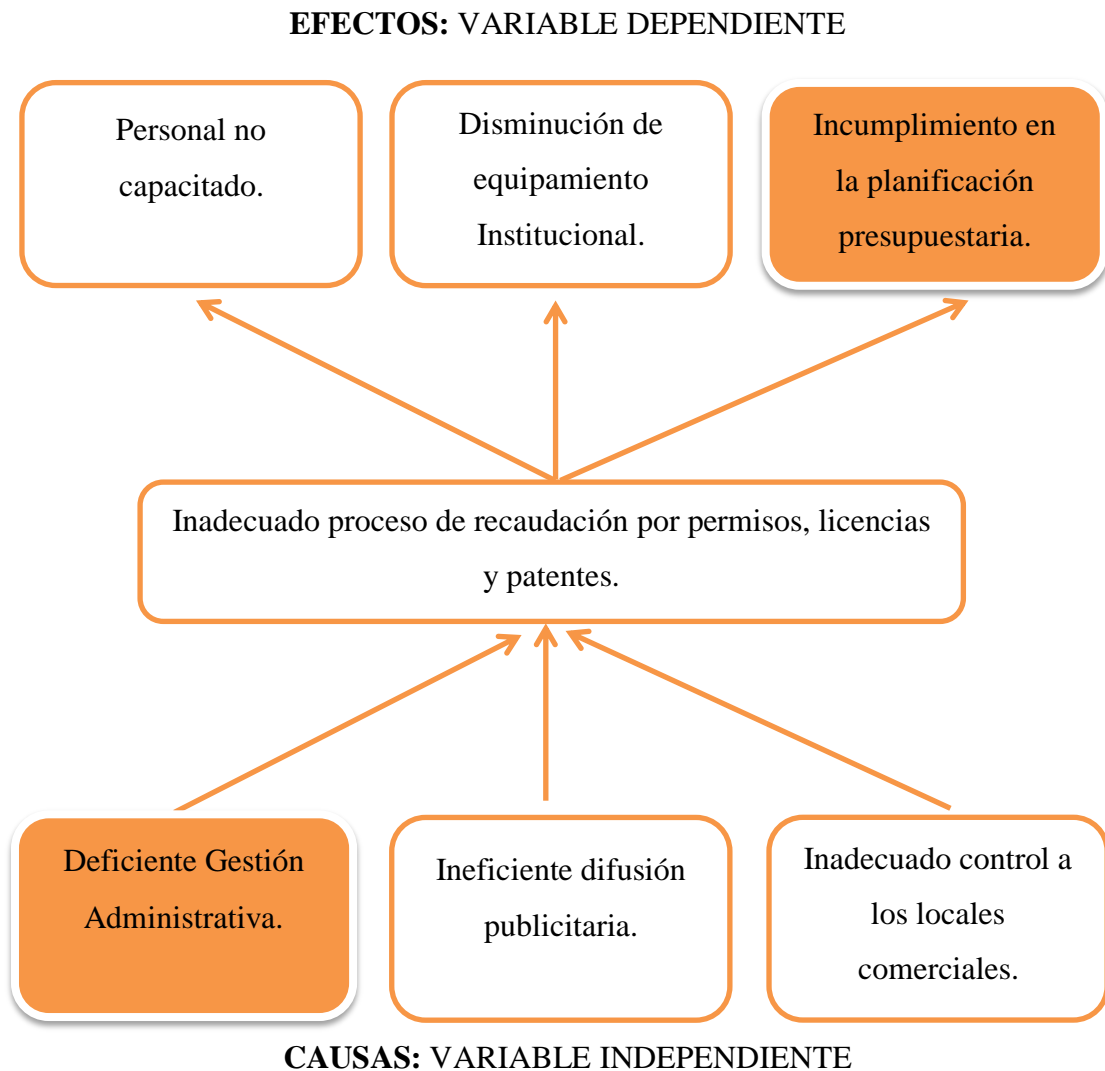 EFECTOS: VARIABLE DEPENDIENTE
Personal no
capacitado.
Disminución de
equipamiento
Institucional.
Incumplimiento en
la planificación
presupuestaria.
Inadecuado proceso de recaudación por permisos, licencias
y patentes.
Deficiente Gestión
Administrativa.
Ineficiente difusión
publicitaria.
Inadecuado control a
los locales
comerciales.
CAUSAS: VARIABLE INDEPENDIENTE